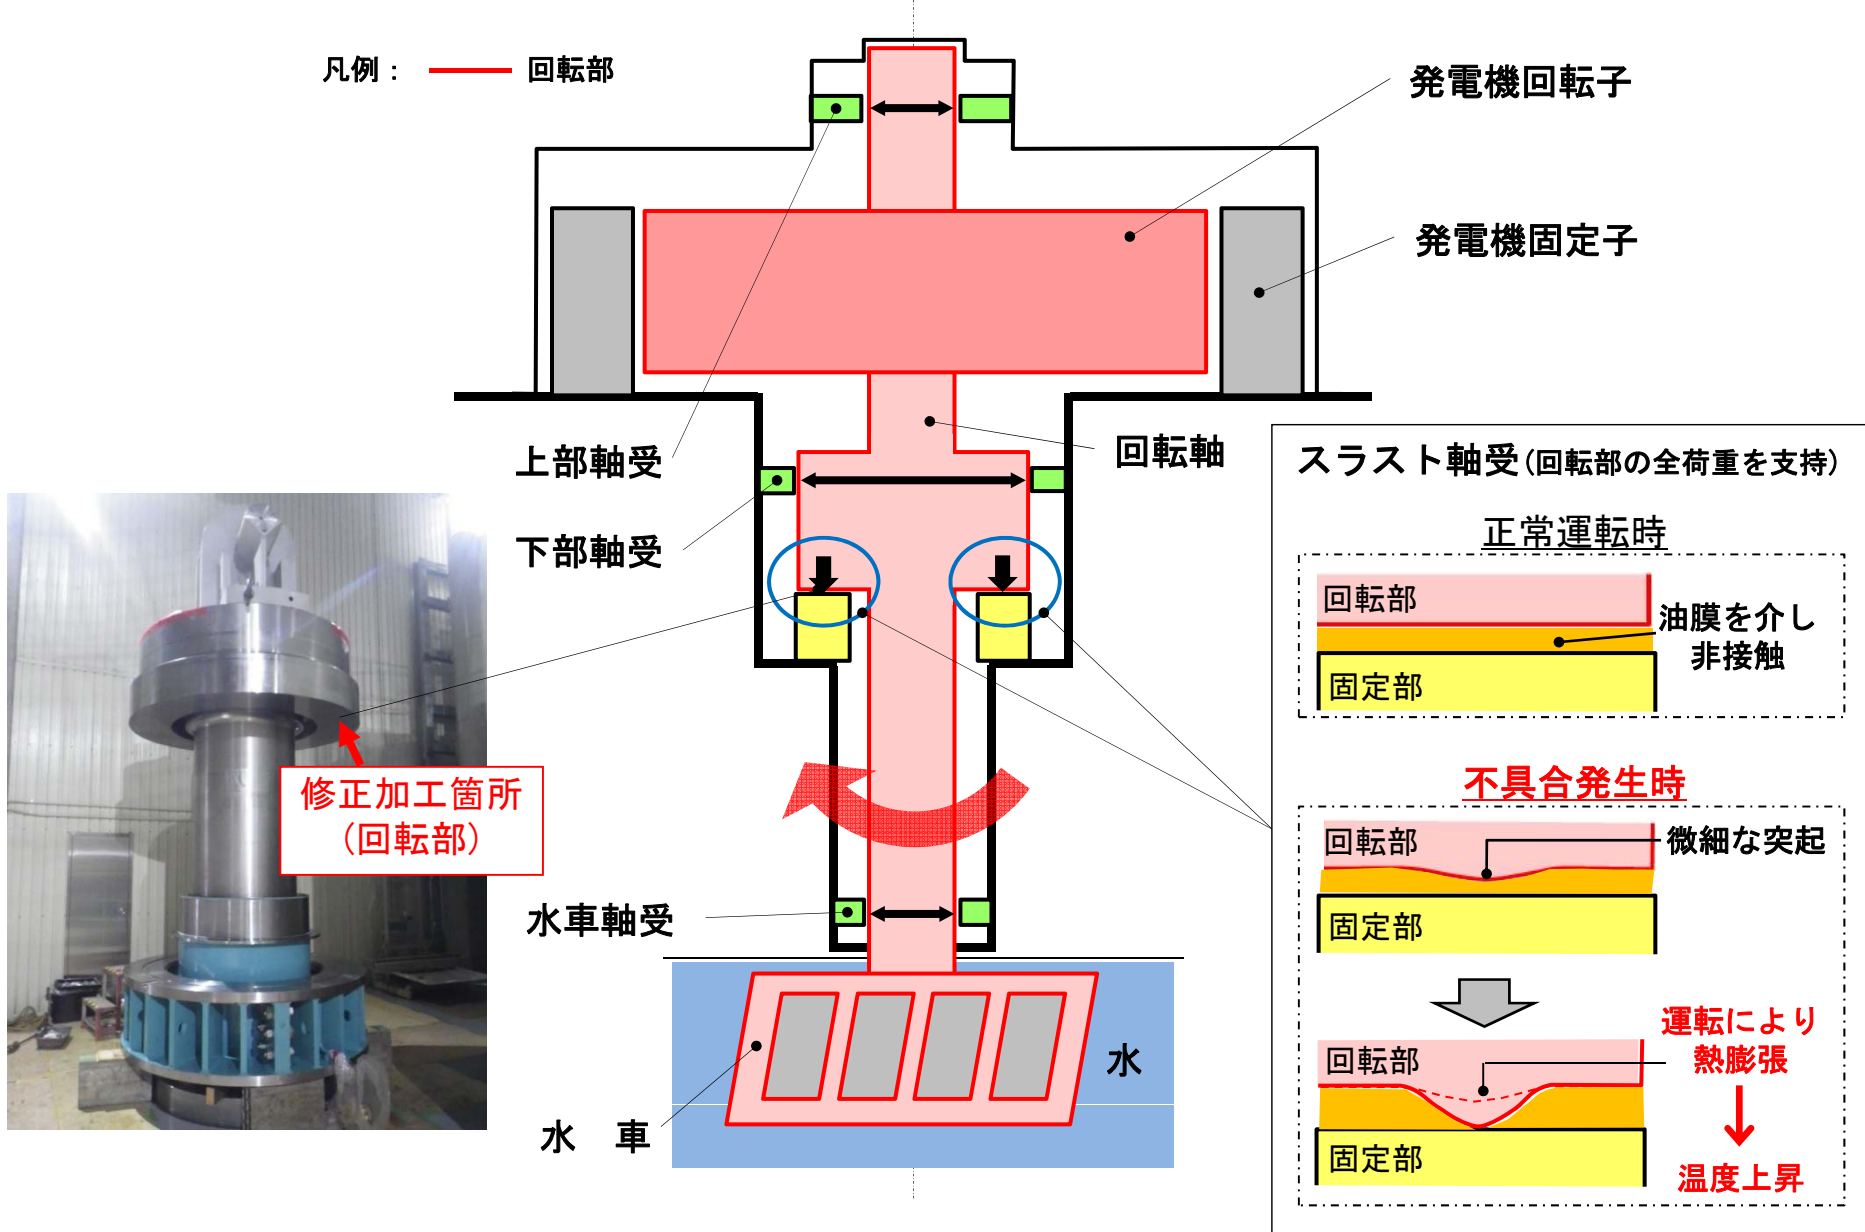 凡例： 回転部
発電機回転子
発電機固定子
上部軸受
回転軸
下部軸受
水車軸受
水
水　車
修正加工箇所
（回転部）
スラスト軸受（回転部の全荷重を支持）
正常運転時
回転部
油膜を介し
非接触
固定部
不具合発生時
回転部
微細な突起
固定部
運転により
熱膨張
回転部
固定部
温度上昇